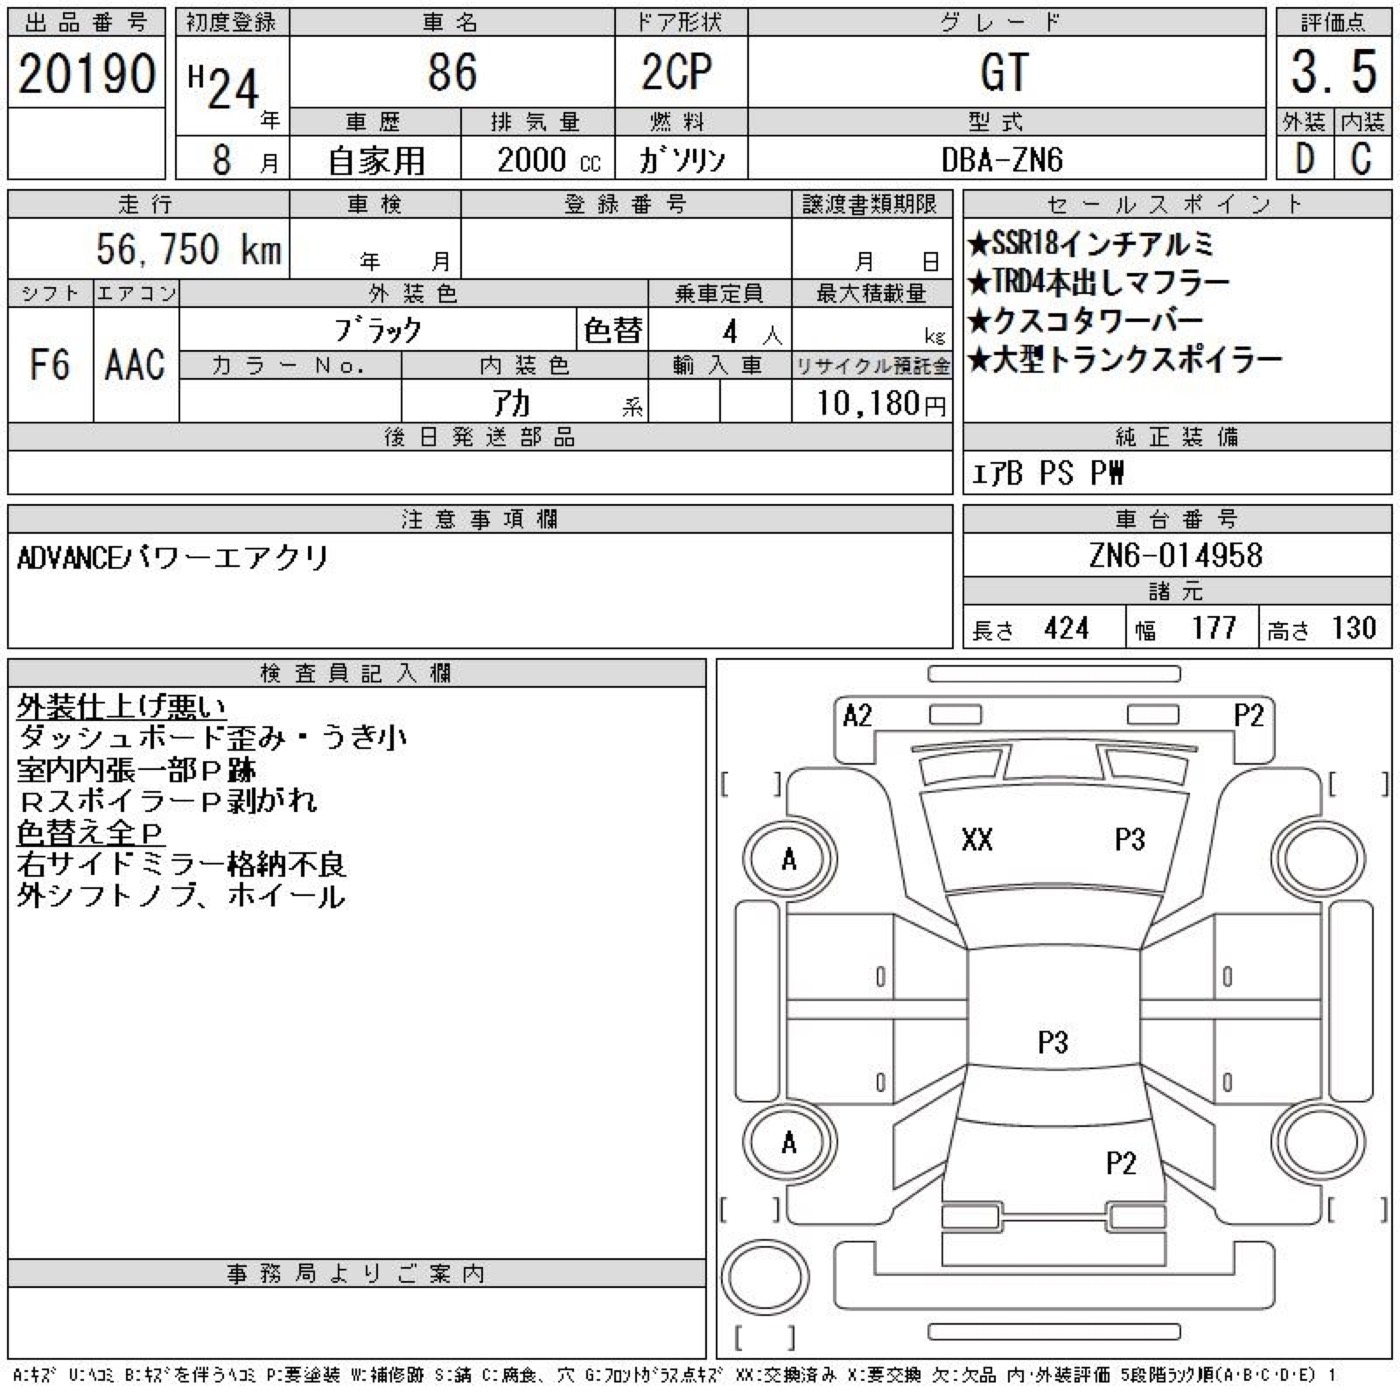 出品番号 初度登録 車名 ドア形状 グレード 評価点
20190 H24年 86 2CP GT 3.5
車歴 排気量 燃料 型式 外装 内装
8月 自家用 2000cc ガソリン DBA-ZN6 D C
走行 車検 登録番号 譲渡書類期限 セールスポイント
56,750 km 年 月 月 日
★SSR18インチアルミ
★TRD4本出しマフラー
★クスコタワーバー
★大型トランクスポイラー
シフト エアコン 外装色 乗車定員 最大積載量
F6 AAC ブラック 色替 4人 kg
カラーNo. 内装色 輸入車 リサイクル預託金
アカ 系 10,180円
後日発送部品 純正装備
エアB PS PW
注意事項欄 車台番号
ADVANCEパワーエアクリ ZN6-014958
諸元
長さ 424 幅 177 高さ 130
検査員記入欄
外装仕上げ悪い
ダッシュボード歪み・うき小
室内内張一部P跡
RスポイラーP剥がれ
色替え全P
右サイドミラー格納不良
外シフトノブ、ホイール
A2 P2
[ ] [ ]
XX P3
A
P3
A
P2
[ ] [ ]
[ ]
事務局よりご案内
A:キズ U:ヘコミ B:キズを伴うヘコミ P:要塗装 W:補修跡 S:錆 C:腐食、穴 G:フロントガラス点キズ XX:交換済み X:要交換 欠:欠品 内・外装評価 5段階ランク順(A・B・C・D・E) 1